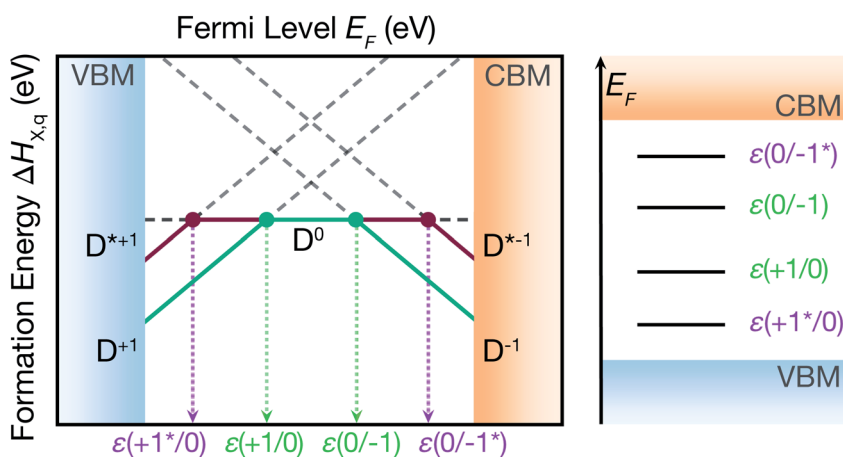 Fermi Level E_F (eV)
Formation Energy ΔH_X,q (eV)
VBM
CBM
D*+1
D⁰
D*-1
D+1
D-1
ε(+1*/0)
ε(+1/0)
ε(0/-1)
ε(0/-1*)
E_F
CBM
ε(0/-1*)
ε(0/-1)
ε(+1/0)
ε(+1*/0)
VBM